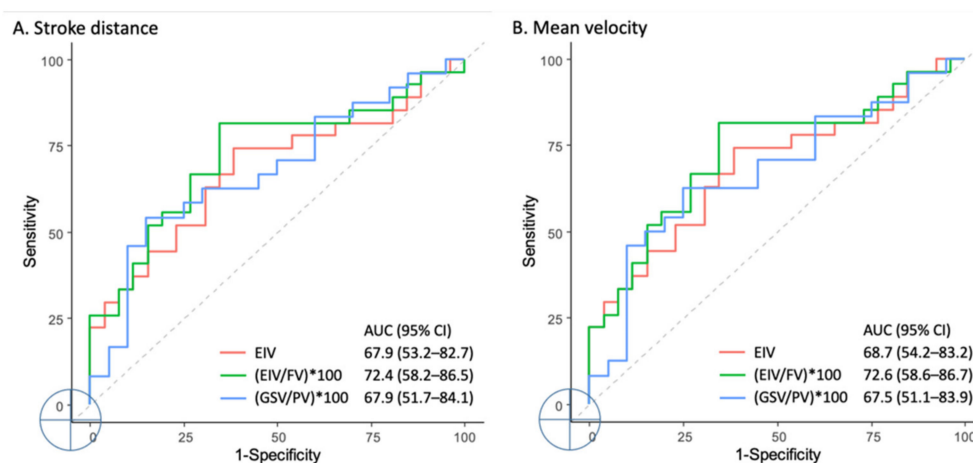 A. Stroke distance
100
75
50
25
0
Sensitivity
0
25
50
75
100
1-Specificity
AUC (95% CI)
EIV 67.9 (53.2–82.7)
(EIV/FV)*100 72.4 (58.2–86.5)
(GSV/PV)*100 67.9 (51.7–84.1)
B. Mean velocity
100
75
50
25
0
Sensitivity
0
25
50
75
100
1-Specificity
AUC (95% CI)
EIV 68.7 (54.2–83.2)
(EIV/FV)*100 72.6 (58.6–86.7)
(GSV/PV)*100 67.5 (51.1–83.9)